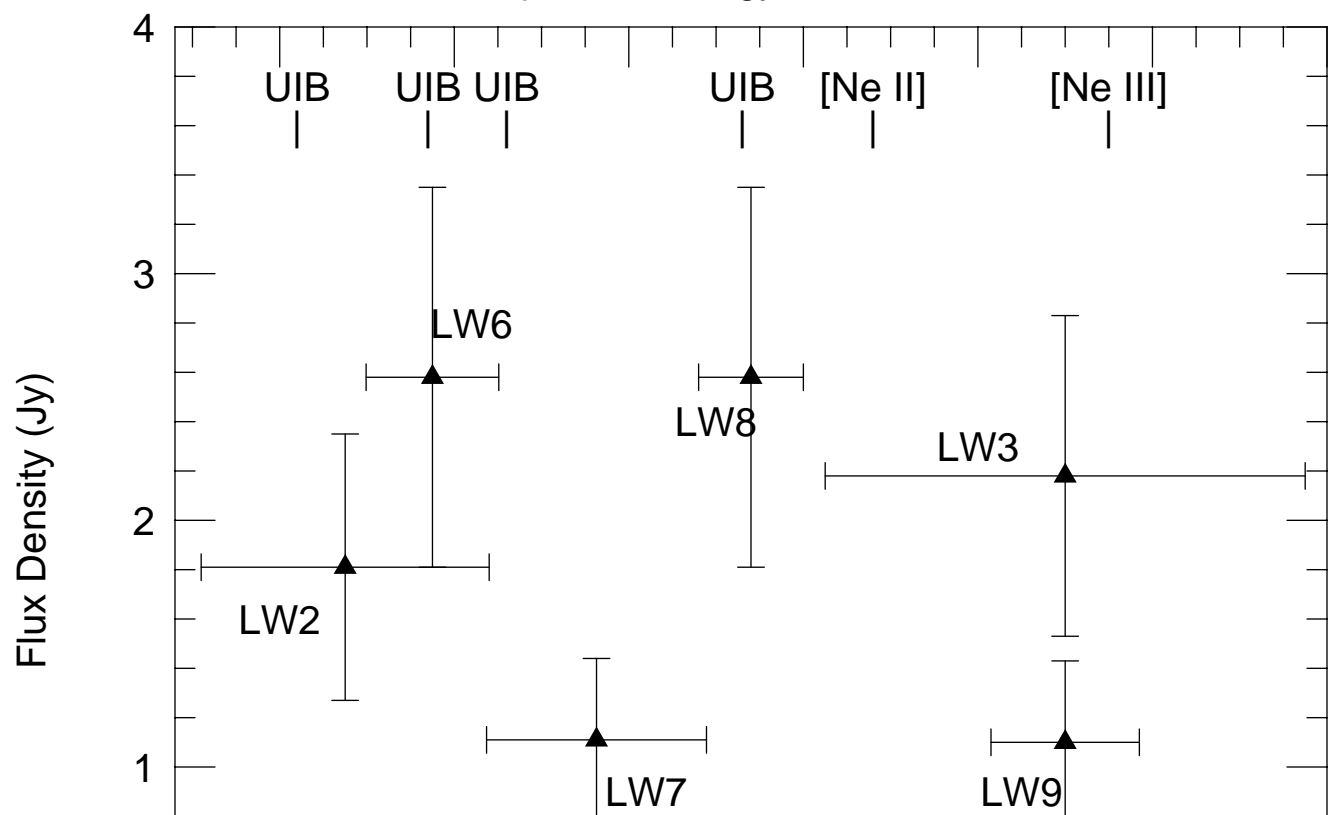 4
UIB UIB UIB UIB [Ne II] [Ne III]
3
LW6
LW8
LW3
2
LW2
1
LW7
LW9
Flux Density (Jy)